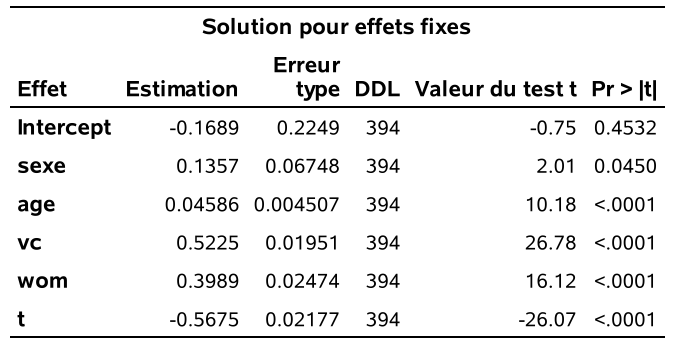 Solution pour effets fixes
Effet Estimation Erreur type DDL Valeur du test t Pr > |t|
Intercept -0.1689 0.2249 394 -0.75 0.4532
sexe 0.1357 0.06748 394 2.01 0.0450
age 0.04586 0.004507 394 10.18 <.0001
vc 0.5225 0.01951 394 26.78 <.0001
wom 0.3989 0.02474 394 16.12 <.0001
t -0.5675 0.02177 394 -26.07 <.0001